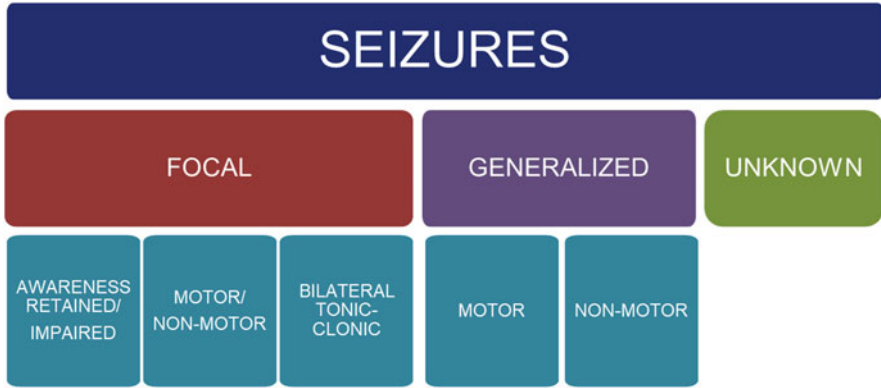 SEIZURES
FOCAL
GENERALIZED
UNKNOWN
AWARENESS
RETAINED/
IMPAIRED
MOTOR/
NON-MOTOR
BILATERAL
TONIC-
CLONIC
MOTOR
NON-MOTOR